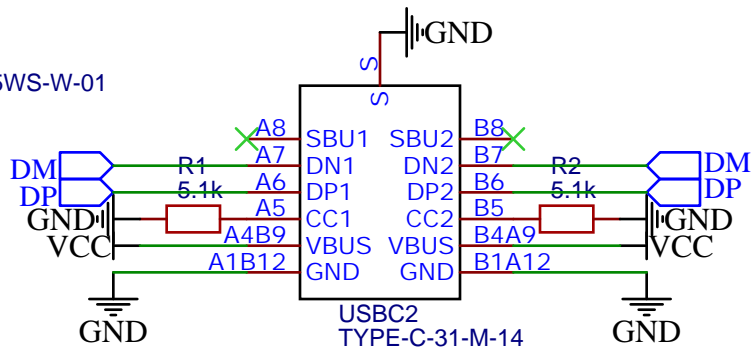 GND
5WS-W-01
S
S
A8 SBU1 SBU2 B8
DM A7 DN1 DN2 B7 DM
R1 R2
DP A6 DP1 DP2 B6 DP
5.1k 5.1k
GND A5 CC1 CC2 B5 GND
VCC A4B9 VBUS VBUS B4A9 VCC
A1B12 GND GND B1A12
GND GND
USBC2
TYPE-C-31-M-14